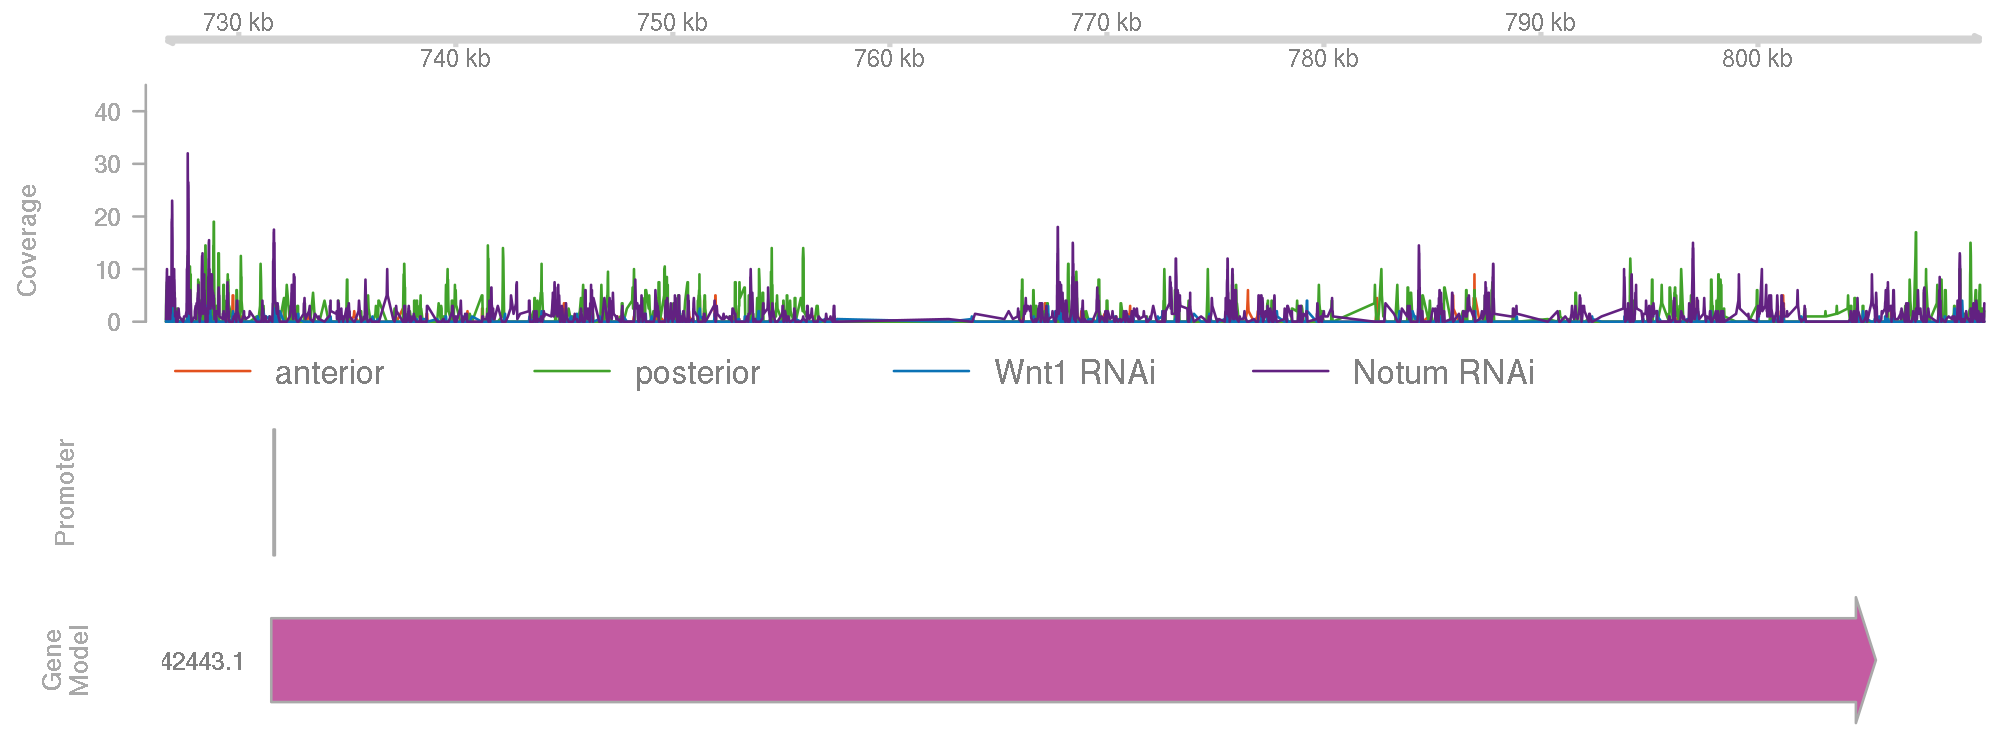 730 kb 750 kb 770 kb 790 kb
740 kb 760 kb 780 kb 800 kb
Coverage
40
30
20
10
0
anterior posterior Wnt1 RNAi Notum RNAi
Promoter
Gene
Model
42443.1